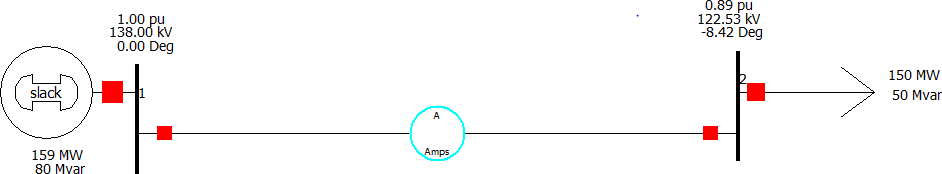 1.00 pu
138.00 kV
0.00 Deg
0.89 pu
122.53 kV
-8.42 Deg
slack
1
A
Amps
2
150 MW
50 Mvar
159 MW
80 Mvar